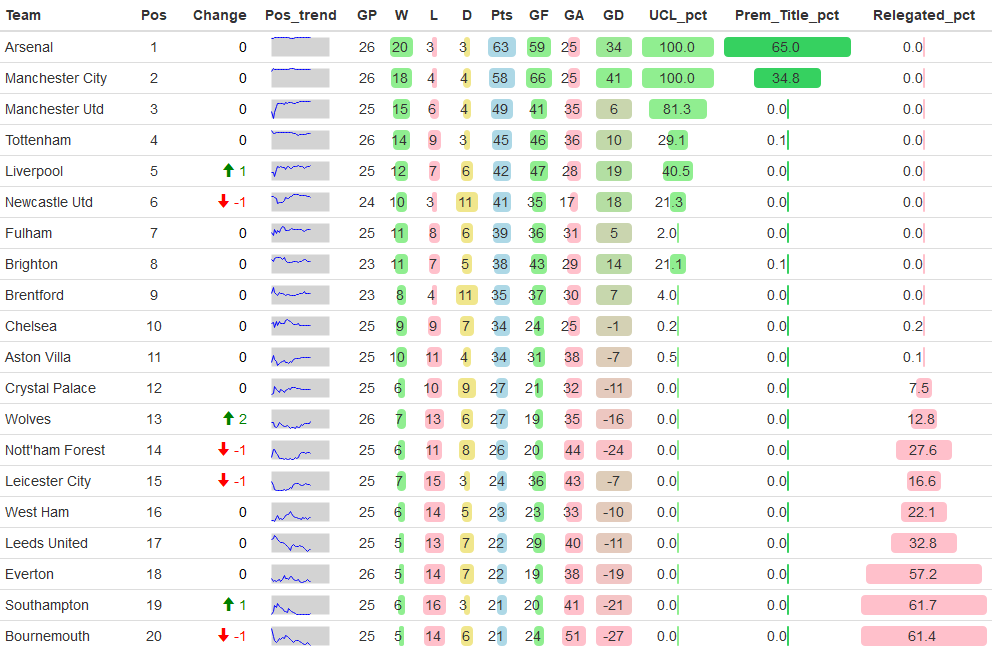 Team Pos Change Pos_trend GP W L D Pts GF GA GD UCL_pct Prem_Title_pct Relegated_pct
Arsenal 1 0 26 20 3 3 63 59 25 34 100.0 65.0 0.0
Manchester City 2 0 26 18 4 4 58 66 25 41 100.0 34.8 0.0
Manchester Utd 3 0 25 15 6 4 49 41 35 6 81.3 0.0 0.0
Tottenham 4 0 26 14 9 3 45 46 36 10 29.1 0.1 0.0
Liverpool 5 1 25 12 7 6 42 47 28 19 40.5 0.0 0.0
Newcastle Utd 6 -1 24 10 3 11 41 35 17 18 21.3 0.0 0.0
Fulham 7 0 25 11 8 6 39 36 31 5 2.0 0.0 0.0
Brighton 8 0 23 11 7 5 38 43 29 14 21.1 0.1 0.0
Brentford 9 0 23 8 4 11 35 37 30 7 4.0 0.0 0.0
Chelsea 10 0 25 9 9 7 34 24 25 -1 0.2 0.0 0.2
Aston Villa 11 0 25 10 11 4 34 31 38 -7 0.5 0.0 0.1
Crystal Palace 12 0 25 6 10 9 27 21 32 -11 0.0 0.0 7.5
Wolves 13 2 26 7 13 6 27 19 35 -16 0.0 0.0 12.8
Nott'ham Forest 14 -1 25 6 11 8 26 20 44 -24 0.0 0.0 27.6
Leicester City 15 -1 25 7 15 3 24 36 43 -7 0.0 0.0 16.6
West Ham 16 0 25 6 14 5 23 23 33 -10 0.0 0.0 22.1
Leeds United 17 0 25 5 13 7 22 29 40 -11 0.0 0.0 32.8
Everton 18 0 26 5 14 7 22 19 38 -19 0.0 0.0 57.2
Southampton 19 1 25 6 16 3 21 20 41 -21 0.0 0.0 61.7
Bournemouth 20 -1 25 5 14 6 21 24 51 -27 0.0 0.0 61.4